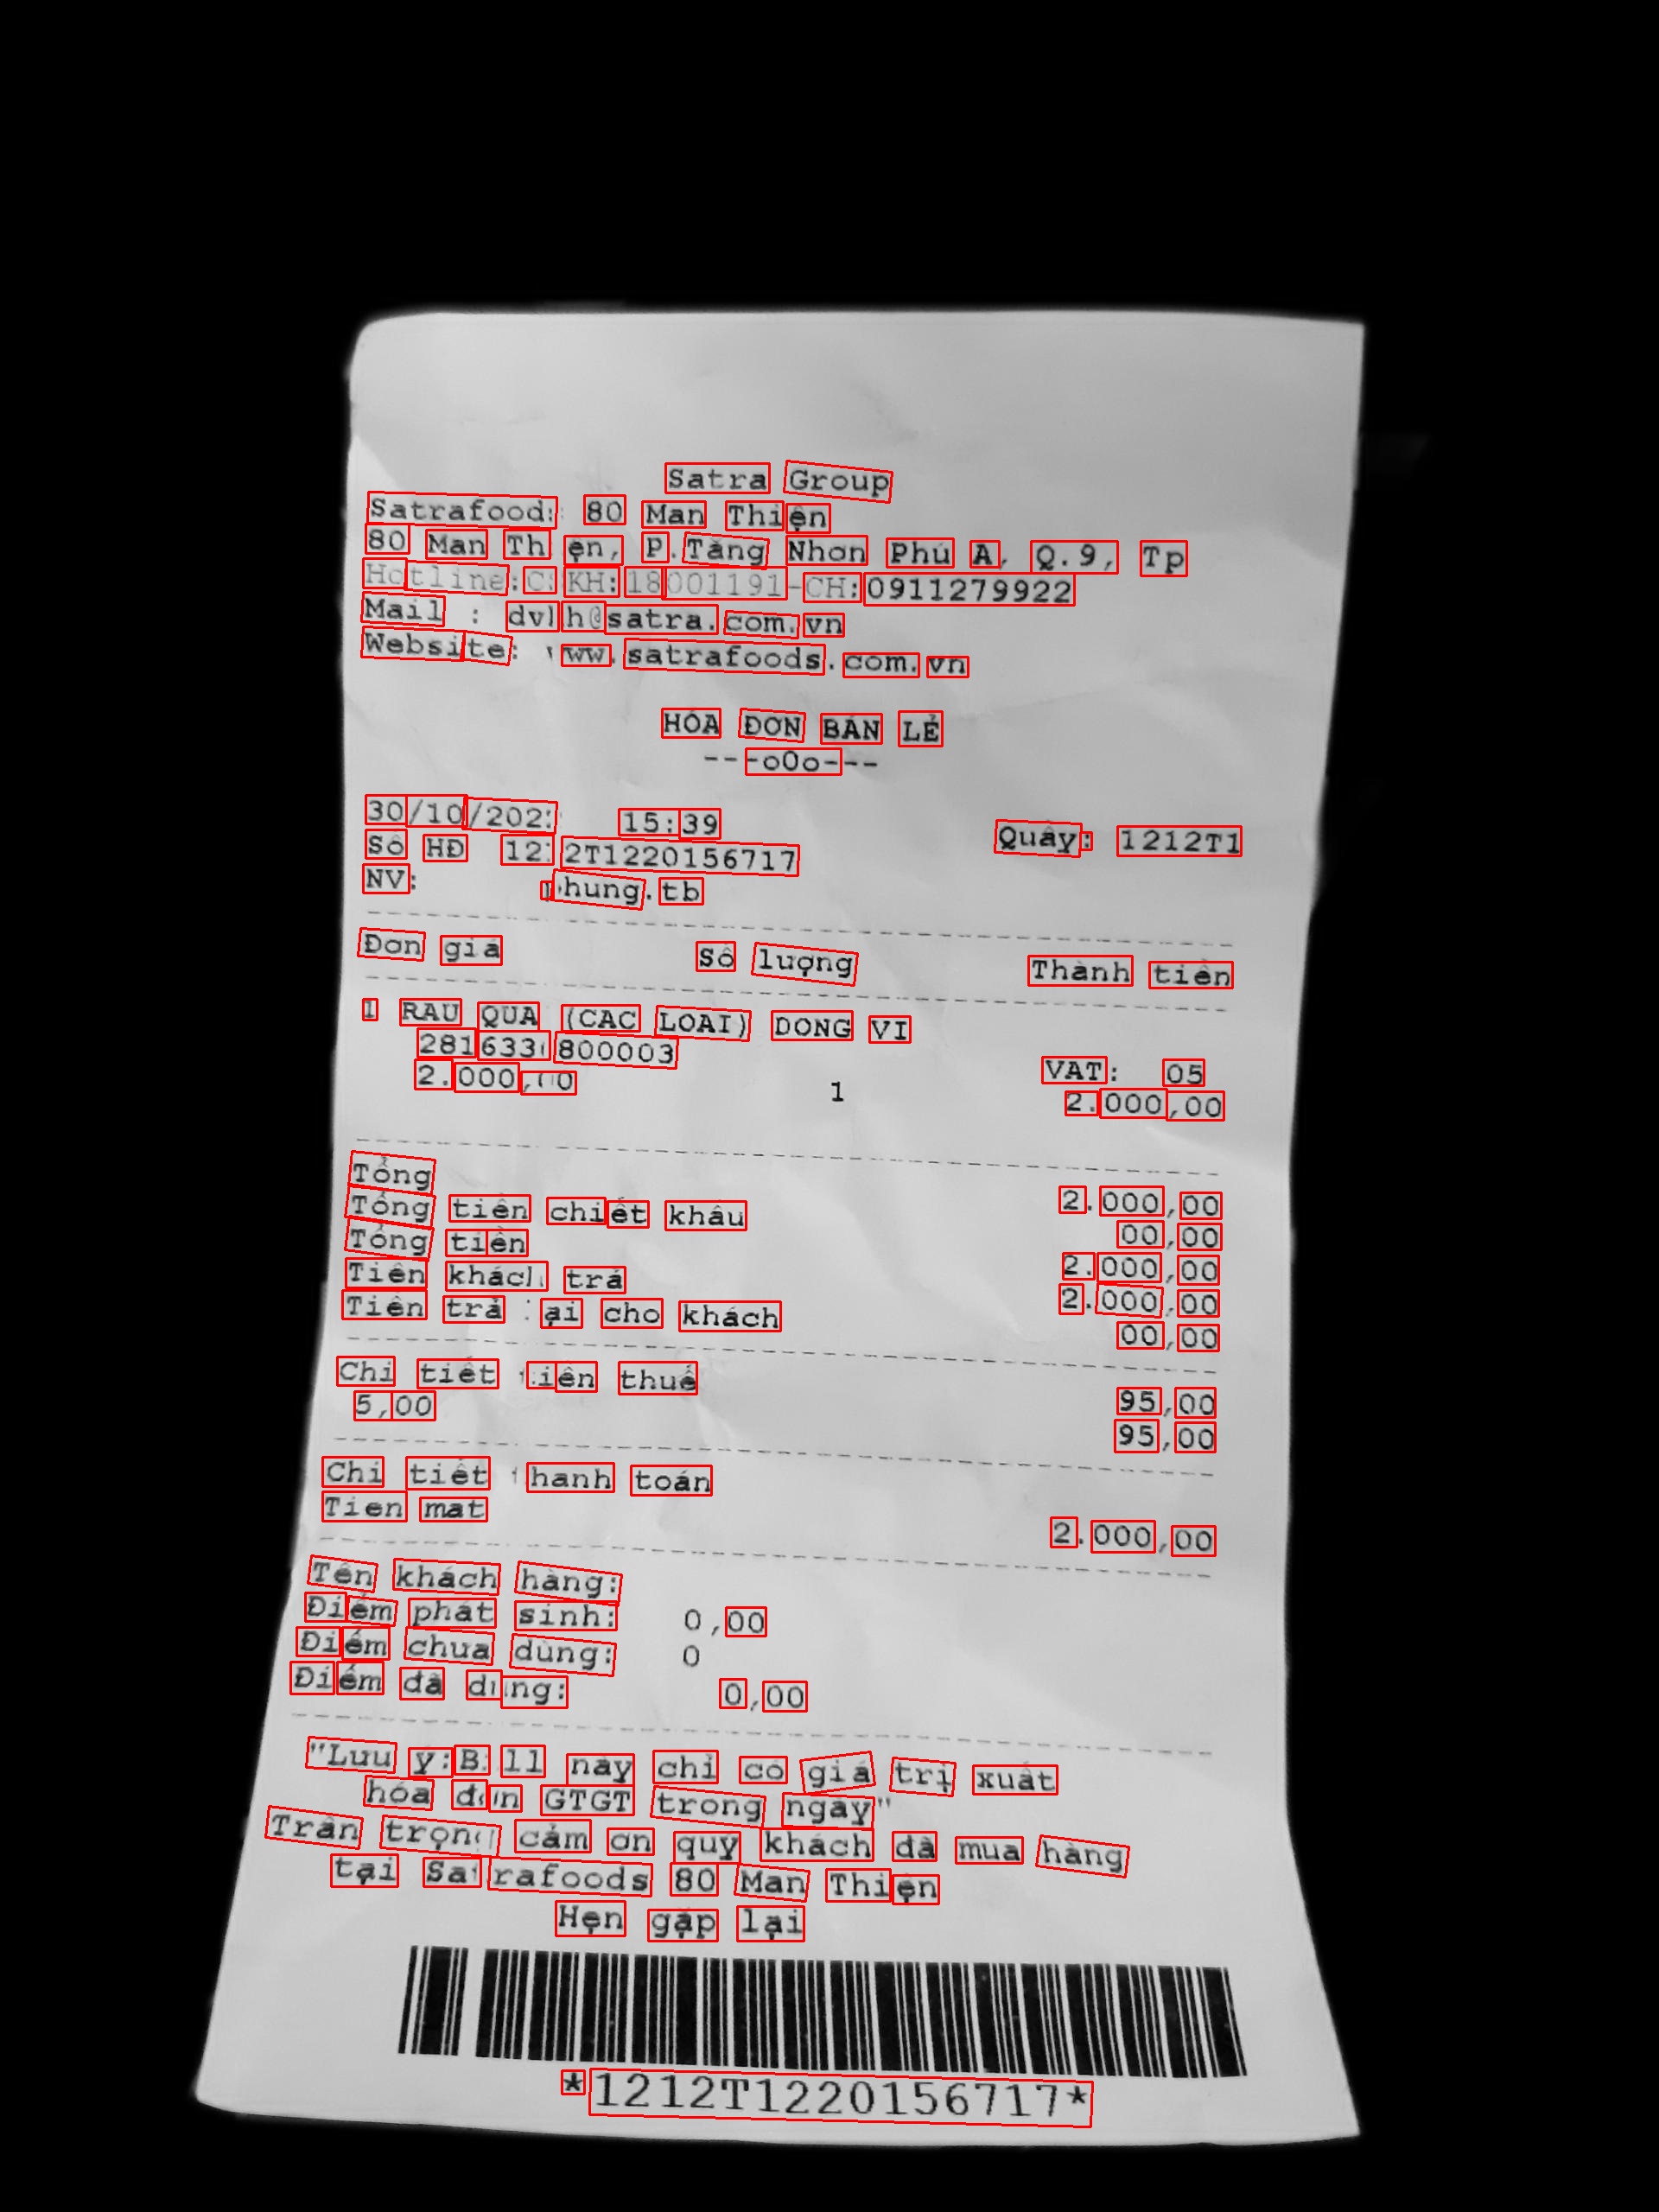 Satra Group
Satrafood: 80 Man Thiện
80 Man Thiện, P.Tăng Nhơn Phú A, Q.9, Tp
Hotline:CSKH:18001191-CH:0911279922
Mail : dvkh@satra.com.vn
Website: www.satrafoods.com.vn
HÓA ĐƠN BÁN LẺ
---oOo---
30/10/202 15:39 Quầy: 1212T1
Số HĐ 1212T1220156717
NV: phung.tb
Đơn giá Số lượng Thành tiền
1 RAU QUA (CAC LOAI) DONG VI
2816330800003 VAT: 05
2.000,00 1 2.000,00
Tổng 2.000,00
Tổng tiền chiết khấu 00,00
Tổng tiền 2.000,00
Tiền khách trả 2.000,00
Tiền trả lại cho khách 00,00
Chi tiết tiền thuế 95,00
5,00 95,00
Chi tiết thanh toán
Tien mat 2.000,00
Tên khách hàng:
Điểm phát sinh: 0,00
Điểm chưa dùng: 0
Điểm đã dùng: 0,00
"Lưu ý:Bill này chỉ có giá trị xuất
hóa đơn GTGT trong ngày"
Trân trọng cảm ơn quý khách đã mua hàng
tại Satrafoods 80 Man Thiện
Hẹn gặp lại
*1212T1220156717*